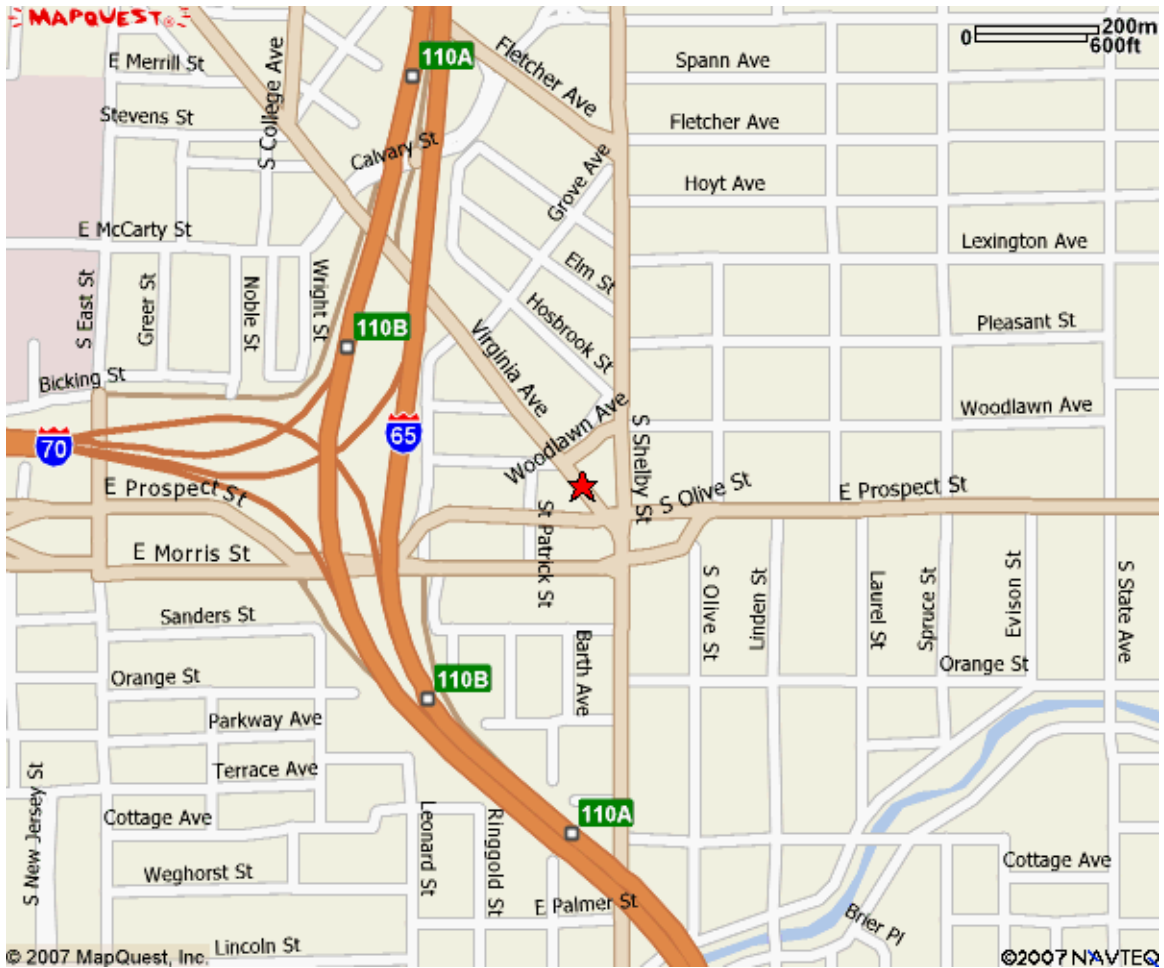 MAPQUEST®
200m
0
600ft
110A
Fletcher Ave
E Merrill St
S College Ave
Spann Ave
Stevens St
Fletcher Ave
Calvary St
Grove Ave
Hoyt Ave
E McCarty St
Lexington Ave
Elm St
S East St
Greer St
Noble St
Wright St
Hosbrook St
110B
Virginia Ave
Pleasant St
Bicking St
Woodlawn Ave
Woodlawn Ave
S Shelby St
70
65
E Prospect St
S Olive St
E Prospect St
St Patrick St
E Morris St
S Olive St
Linden St
Laurel St
Spruce St
Evison St
S State Ave
Sanders St
Barth Ave
Orange St
Orange St
110B
Parkway Ave
Terrace Ave
S New Jersey St
Cottage Ave
Leonard St
Ringgold St
110A
Cottage Ave
Weghorst St
E Palmer St
Brier Pl
Lincoln St
© 2007 MapQuest, Inc.
©2007 NAVTEQ